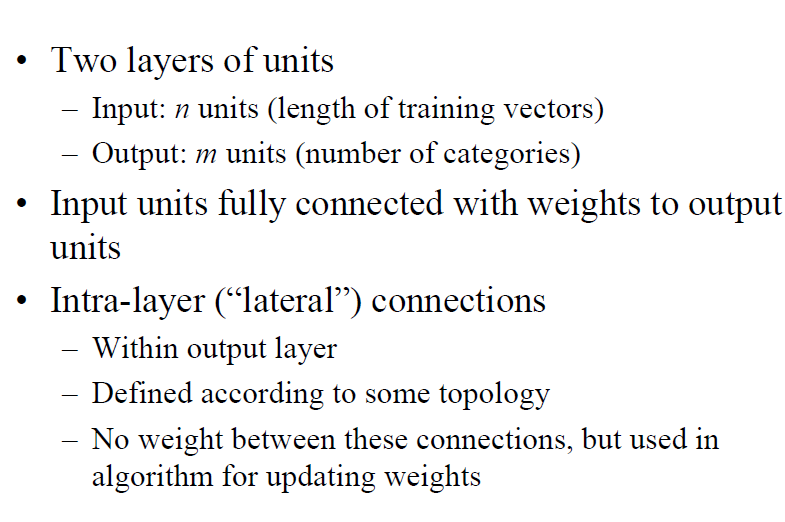 • Two layers of units
– Input: n units (length of training vectors)
– Output: m units (number of categories)
• Input units fully connected with weights to output
units
• Intra-layer (“lateral”) connections
– Within output layer
– Defined according to some topology
– No weight between these connections, but used in
algorithm for updating weights